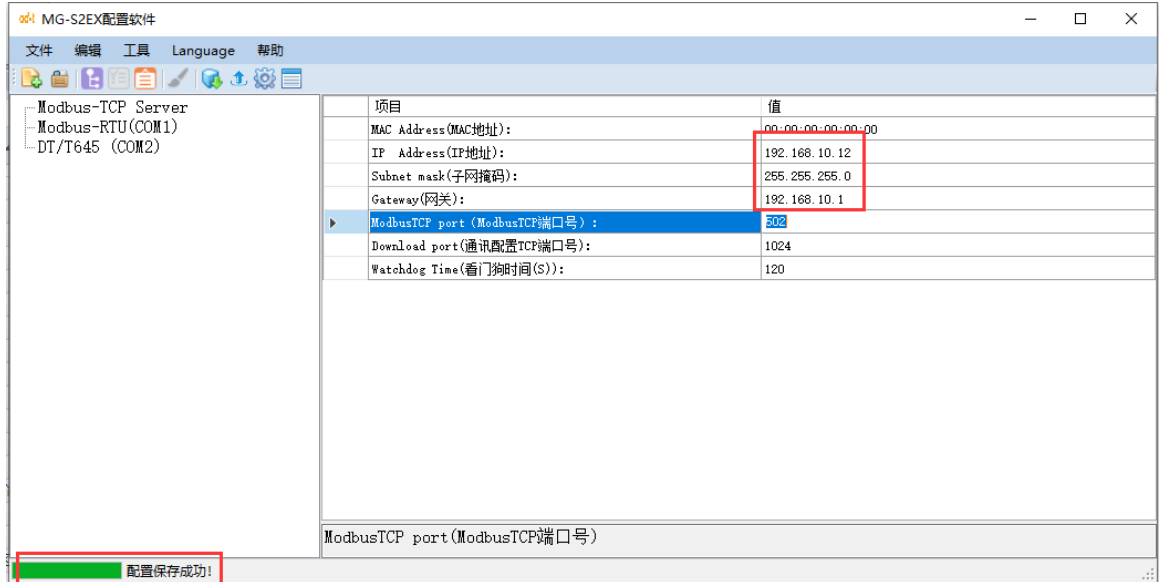 odot MG-S2EX配置软件
文件 编辑 工具 Language 帮助
Modbus-TCP Server
Modbus-RTU(COM1)
DT/T645 (COM2)
项目 值
MAC Address(MAC地址): 00:00:00:00:00:00
IP Address(IP地址): 192.168.10.12
Subnet mask(子网掩码): 255.255.255.0
Gateway(网关): 192.168.10.1
ModbusTCP port (ModbusTCP端口号) : 502
Download port(通讯配置TCP端口号): 1024
Watchdog Time(看门狗时间(S)): 120
ModbusTCP port(ModbusTCP端口号)
配置保存成功!